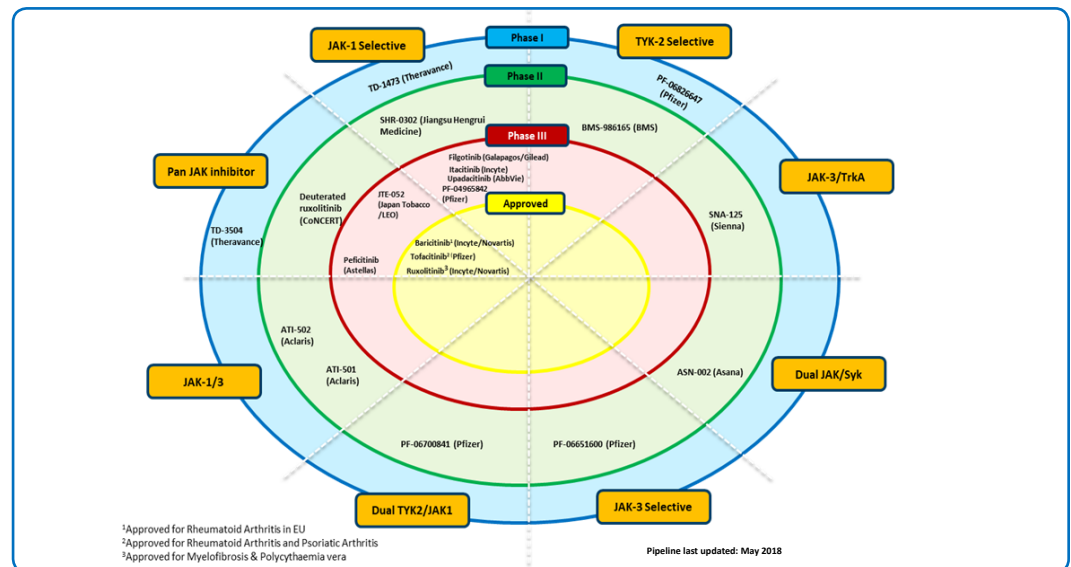 Phase I
JAK-1 Selective
TYK-2 Selective
TD-1473 (Theravance)
Phase II
PF-06826647
(Pfizer)
SHR-0302 (Jiangsu Hengrui
Medicine)
BMS-986165 (BMS)
Phase III
Filgotinib (Galapagos/Gilead)
Itacitinib (Incyte)
Upadacitinib (AbbVie)
PF-04965842
(Pfizer)
Pan JAK inhibitor
JAK-3/TrkA
Deuterated
ruxolitinib
(CoNCERT)
JTE-052
(Japan Tobacco
/LEO)
Approved
SNA-125
(Sienna)
TD-3504
(Theravance)
Baricitinib¹ (Incyte/Novartis)
Tofacitinib² (Pfizer)
Ruxolitinib³ (Incyte/Novartis)
Peficitinib
(Astellas)
ATI-502
(Aclaris)
ATI-501
(Aclaris)
ASN-002 (Asana)
JAK-1/3
Dual JAK/Syk
PF-06700841 (Pfizer)
PF-06651600 (Pfizer)
Dual TYK2/JAK1
JAK-3 Selective
¹Approved for Rheumatoid Arthritis in EU
²Approved for Rheumatoid Arthritis and Psoriatic Arthritis
³Approved for Myelofibrosis & Polycythaemia vera
Pipeline last updated: May 2018